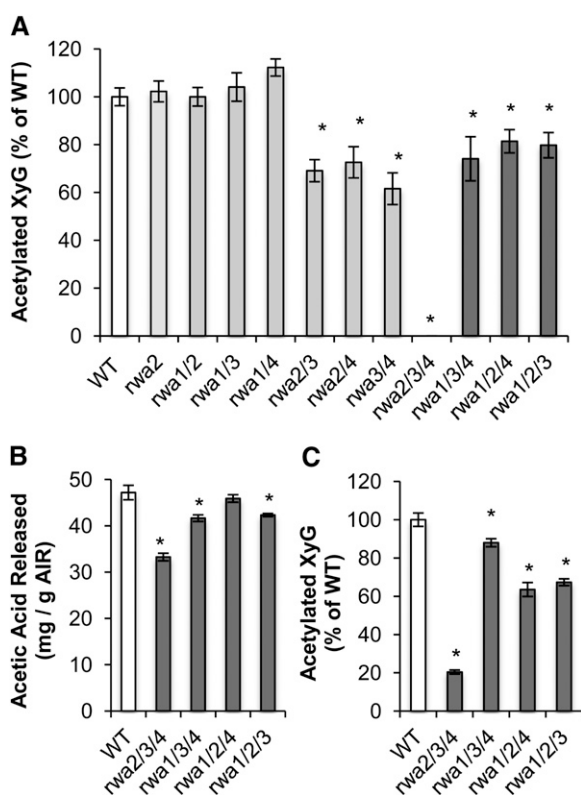 A
Acetylated XyG (% of WT)
120
100
80
60
40
20
0
* * * * * * *
WT rwa2 rwa1/2 rwa1/3 rwa1/4 rwa2/3 rwa2/4 rwa3/4 rwa2/3/4 rwa1/3/4 rwa1/2/4 rwa1/2/3
B
Acetic Acid Released
(mg / g AIR)
50
40
30
20
10
0
* * *
WT rwa2/3/4 rwa1/3/4 rwa1/2/4 rwa1/2/3
C
Acetylated XyG
(% of WT)
120
100
80
60
40
20
0
* * * *
WT rwa2/3/4 rwa1/3/4 rwa1/2/4 rwa1/2/3